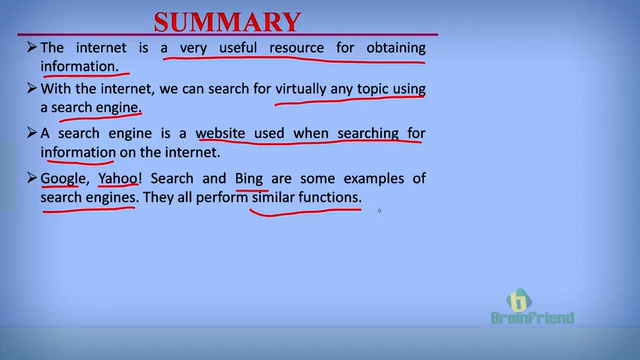 SUMMARY
➢ The internet is a very useful resource for obtaining
information.
➢ With the internet, we can search for virtually any topic using
a search engine.
➢ A search engine is a website used when searching for
information on the internet.
➢ Google, Yahoo! Search and Bing are some examples of
search engines. They all perform similar functions.
b
BrainFriend